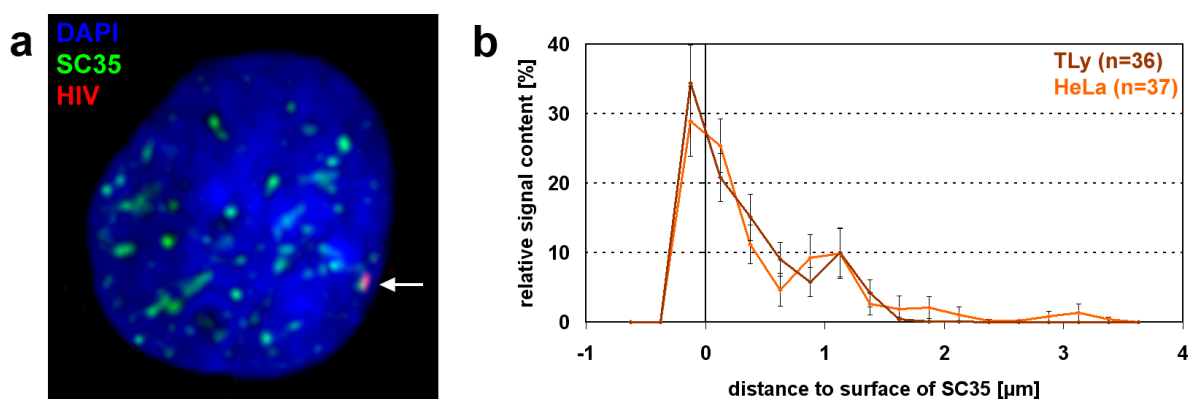 a
DAPI
SC35
HIV
b
TLy (n=36)
HeLa (n=37)
relative signal content [%]
40
30
20
10
0
-1
0
1
2
3
4
distance to surface of SC35 [µm]